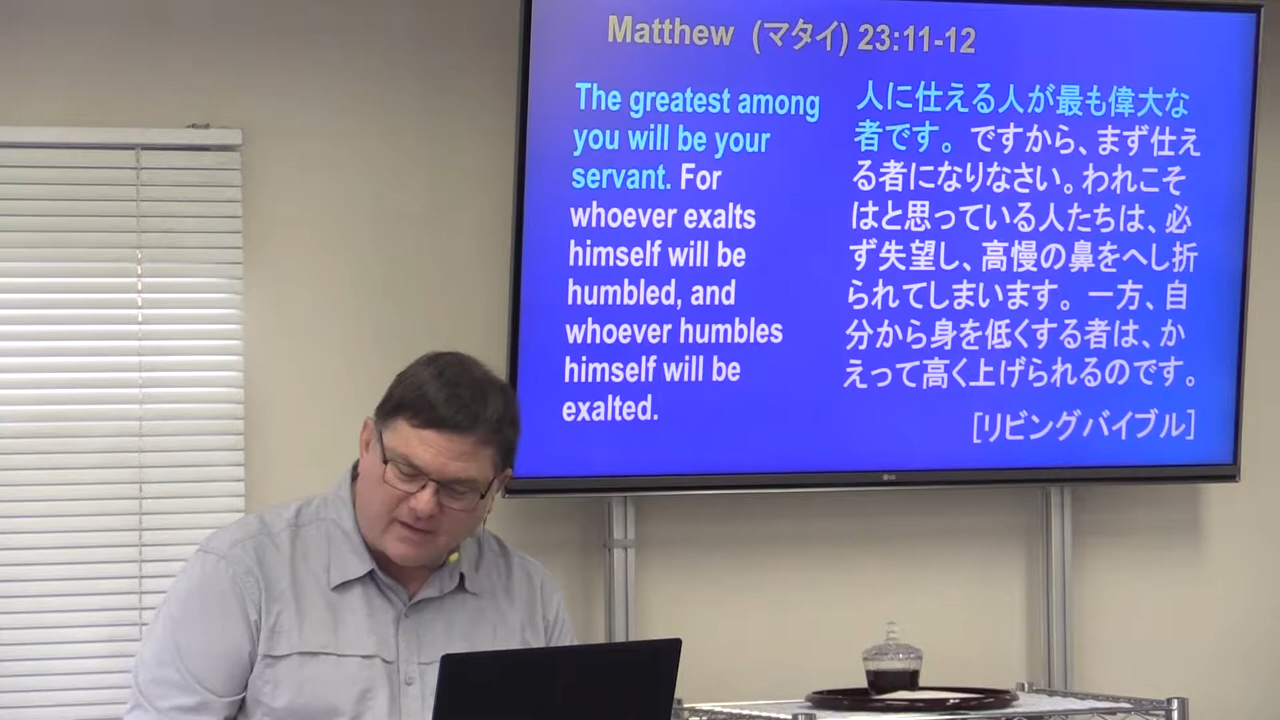 Matthew (マタイ) 23:11-12
The greatest among
you will be your
servant. For
whoever exalts
himself will be
humbled, and
whoever humbles
himself will be
exalted.
人に仕える人が最も偉大な
者です。ですから、まず仕え
る者になりなさい。われこそ
はと思っている人たちは、必
ず失望し、高慢の鼻をへし折
られてしまいます。一方、自
分から身を低くする者は、か
えって高く上げられるのです。
[リビングバイブル]
LG